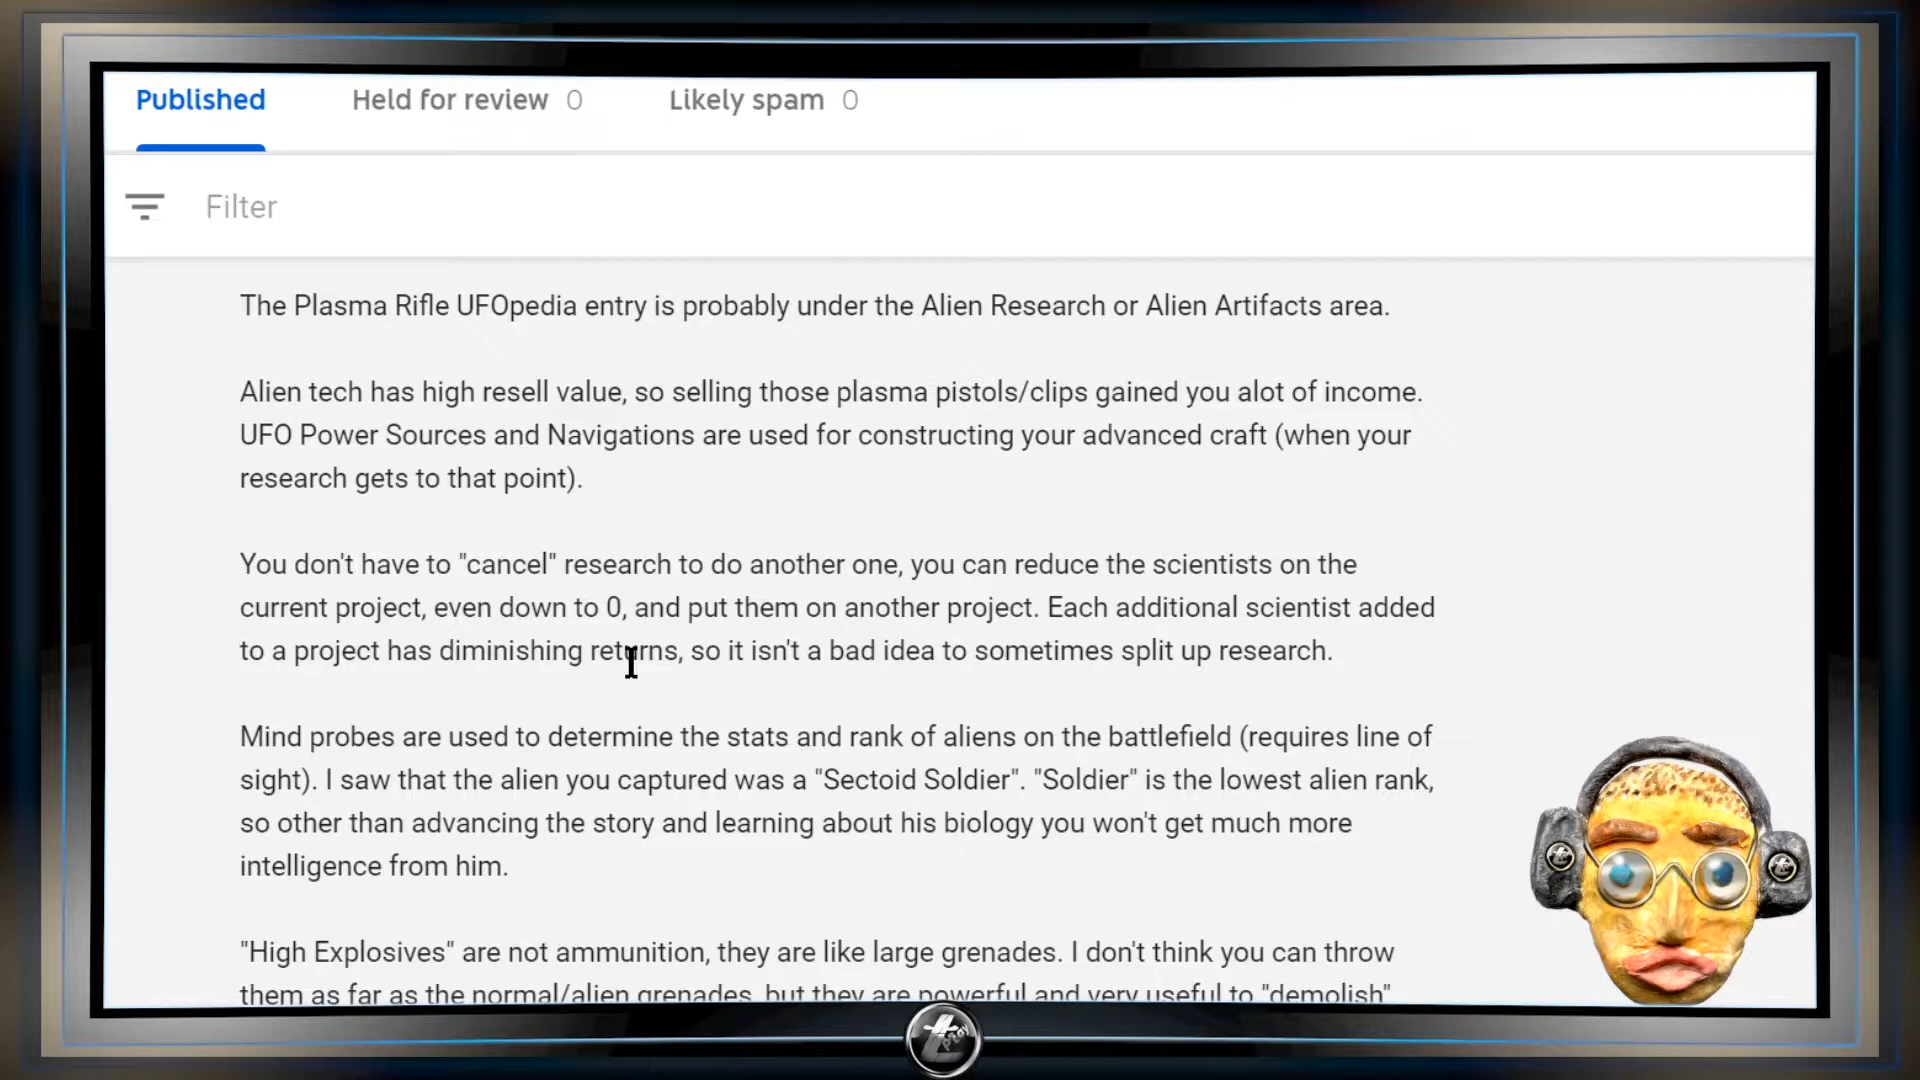 Published Held for review 0 Likely spam 0
Filter
The Plasma Rifle UFOpedia entry is probably under the Alien Research or Alien Artifacts area.
Alien tech has high resell value, so selling those plasma pistols/clips gained you alot of income.
UFO Power Sources and Navigations are used for constructing your advanced craft (when your
research gets to that point).
You don't have to "cancel" research to do another one, you can reduce the scientists on the
current project, even down to 0, and put them on another project. Each additional scientist added
to a project has diminishing returns, so it isn't a bad idea to sometimes split up research.
Mind probes are used to determine the stats and rank of aliens on the battlefield (requires line of
sight). I saw that the alien you captured was a "Sectoid Soldier". "Soldier" is the lowest alien rank,
so other than advancing the story and learning about his biology you won't get much more
intelligence from him.
"High Explosives" are not ammunition, they are like large grenades. I don't think you can throw
them as far as the normal/alien grenades, but they are powerful and very useful to "demolish"